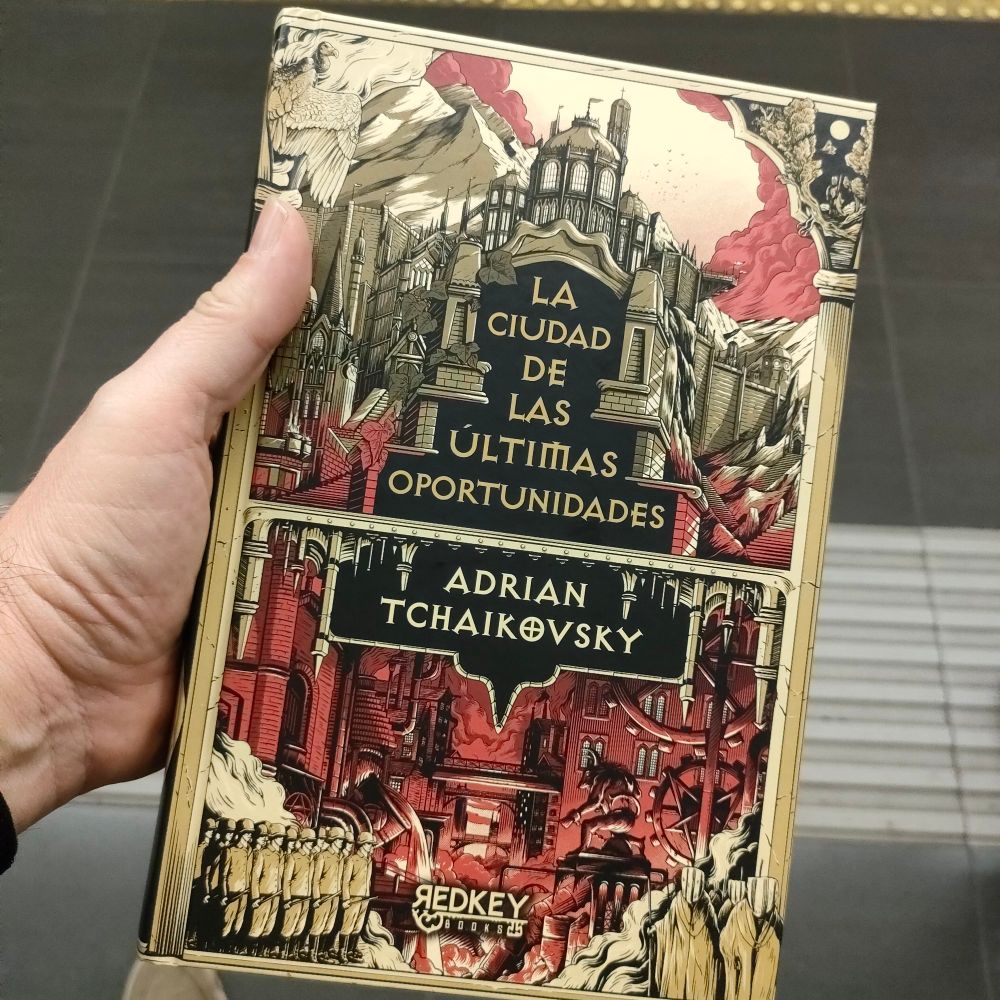 LA
CIUDAD
DE
LAS
ÚLTIMAS
OPORTUNIDADES
ADRIAN
TCHAIKOVSKY
REDKEY
BOOKS